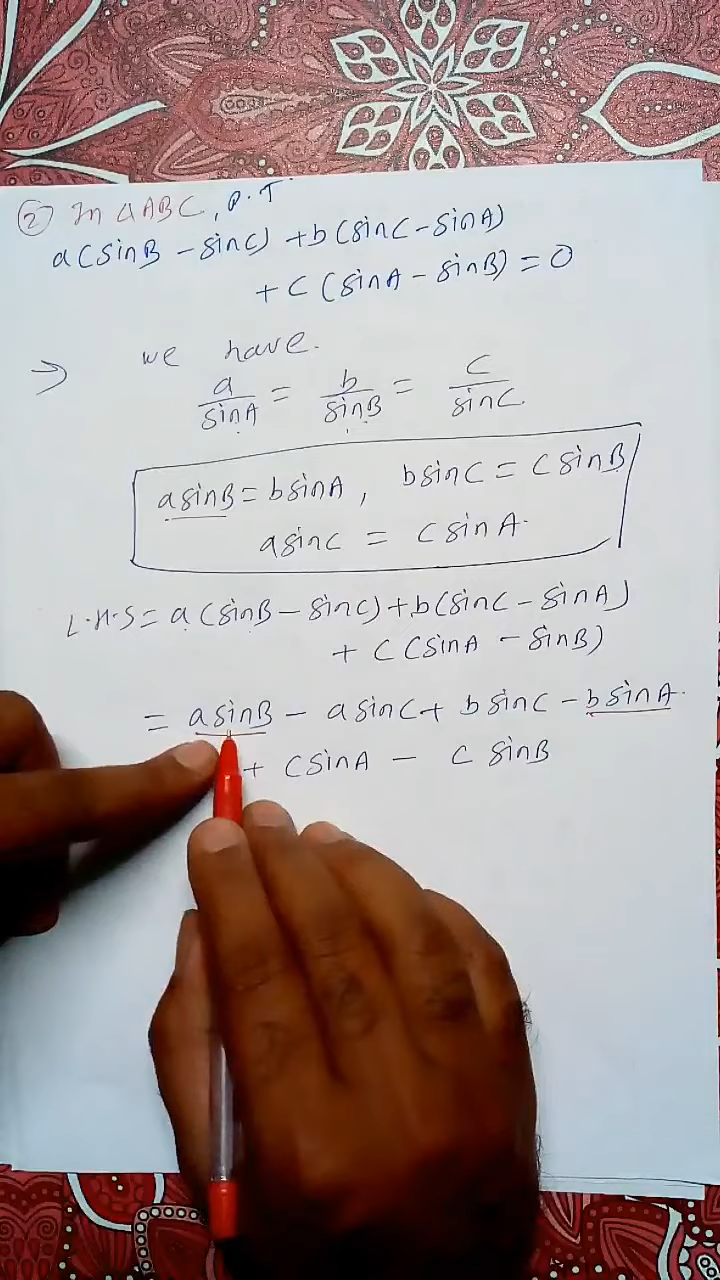 ② In △ABC, P.T
a(sinB - sinC) + b(sinC - sinA)
+ c(sinA - sinB) = 0
⇒ we have.
a/sinA = b/sinB = c/sinC
asinB = bsinA, bsinC = csinB
asinC = csinA.
L.H.S = a(sinB - sinC) + b(sinC - sinA)
+ c(sinA - sinB)
= asinB - asinC + bsinC - bsinA.
+ csinA - csinB